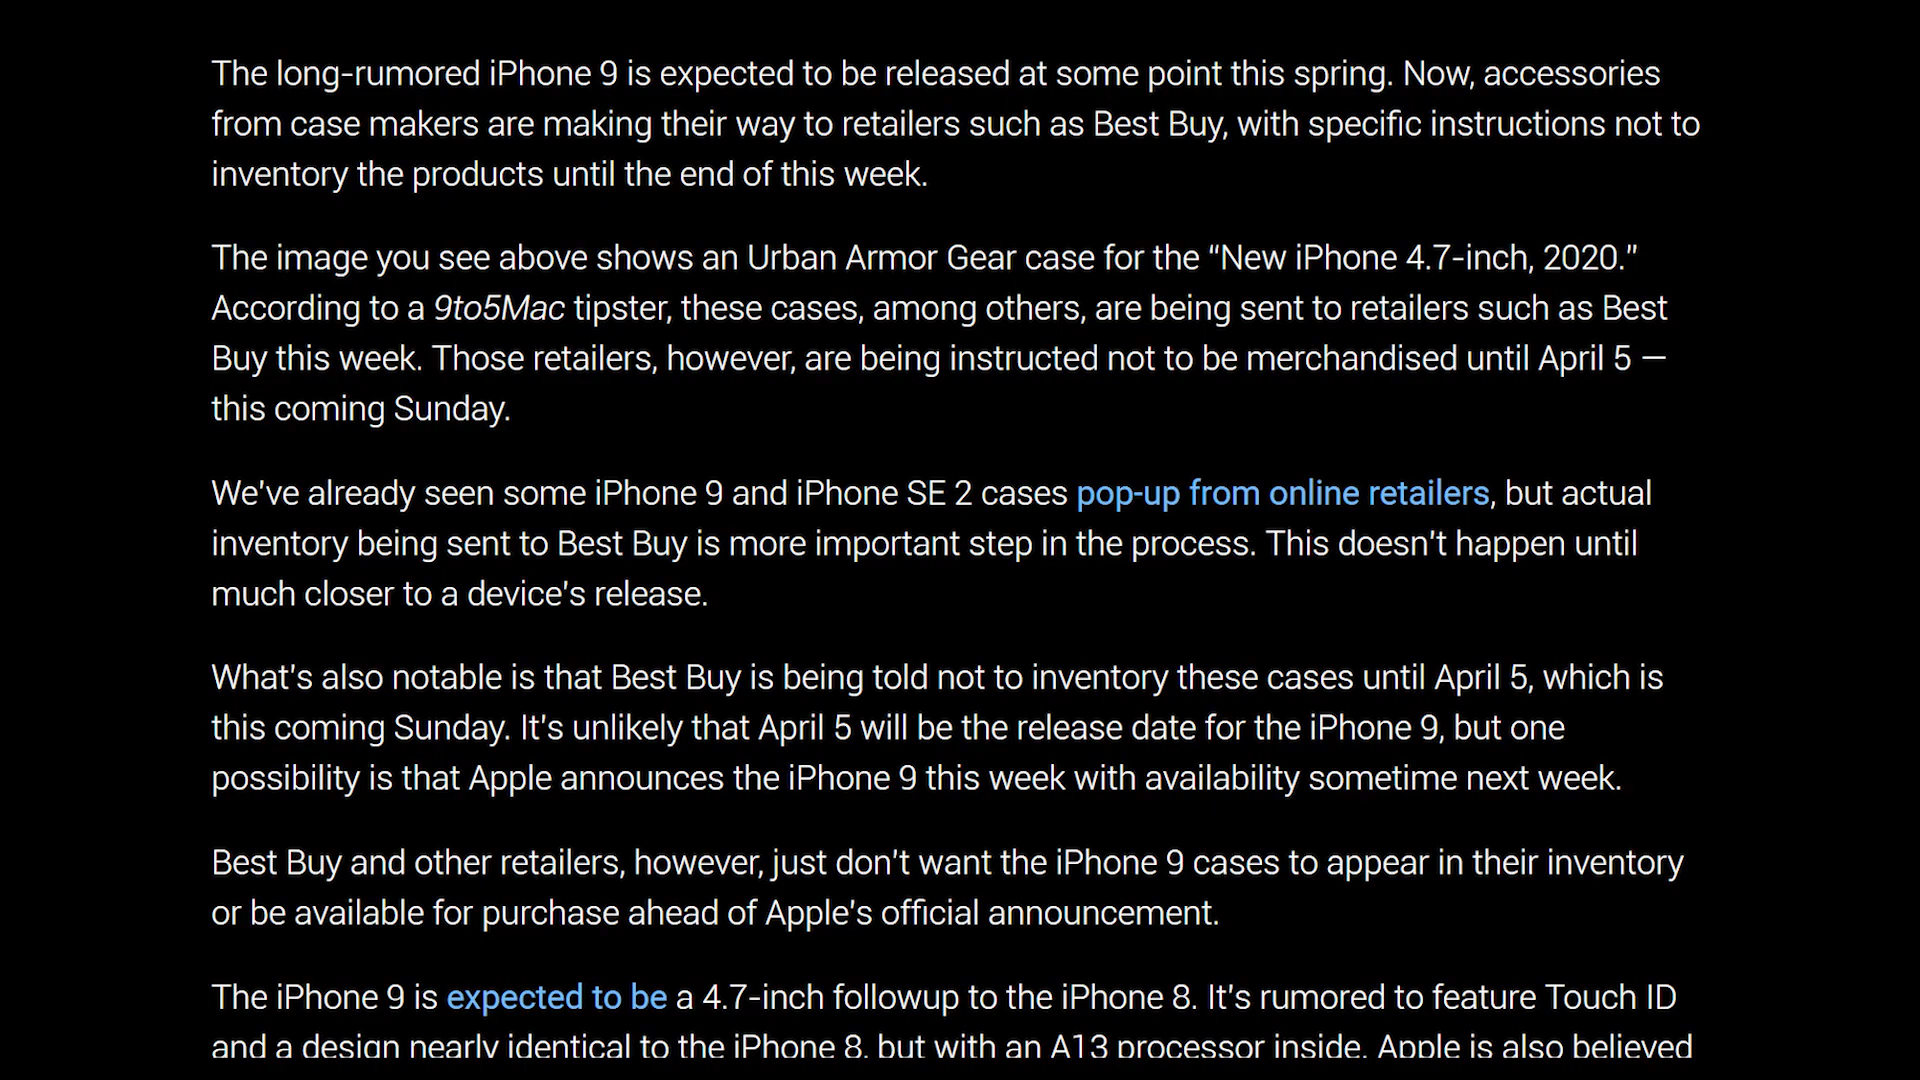 The long-rumored iPhone 9 is expected to be released at some point this spring. Now, accessories
from case makers are making their way to retailers such as Best Buy, with specific instructions not to
inventory the products until the end of this week.
The image you see above shows an Urban Armor Gear case for the “New iPhone 4.7-inch, 2020.”
According to a 9to5Mac tipster, these cases, among others, are being sent to retailers such as Best
Buy this week. Those retailers, however, are being instructed not to be merchandised until April 5 —
this coming Sunday.
We’ve already seen some iPhone 9 and iPhone SE 2 cases pop-up from online retailers, but actual
inventory being sent to Best Buy is more important step in the process. This doesn’t happen until
much closer to a device’s release.
What’s also notable is that Best Buy is being told not to inventory these cases until April 5, which is
this coming Sunday. It’s unlikely that April 5 will be the release date for the iPhone 9, but one
possibility is that Apple announces the iPhone 9 this week with availability sometime next week.
Best Buy and other retailers, however, just don’t want the iPhone 9 cases to appear in their inventory
or be available for purchase ahead of Apple’s official announcement.
The iPhone 9 is expected to be a 4.7-inch followup to the iPhone 8. It’s rumored to feature Touch ID
and a design nearly identical to the iPhone 8, but with an A13 processor inside. Apple is also believed